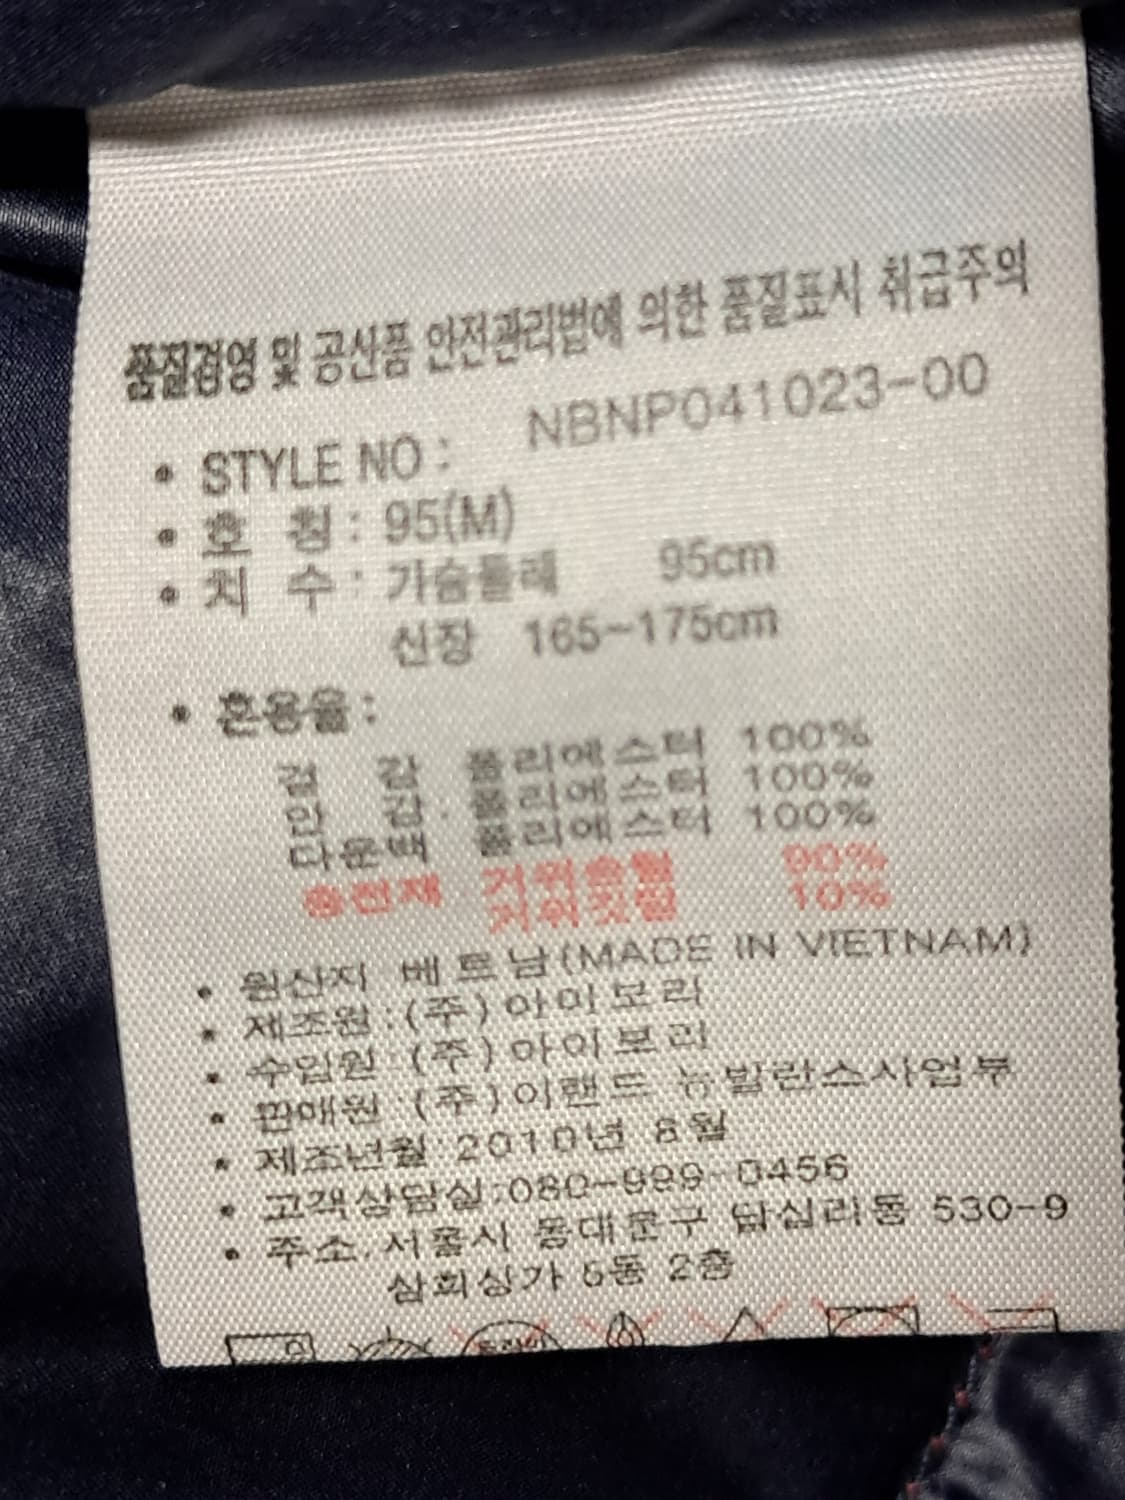 품질경영 및 공산품 안전관리법에 의한 품질표시 취급주의
• STYLE NO : NBNP041023-00
• 호 칭 : 95(M)
• 치 수 : 가슴둘레 95cm
신장 165~175cm
• 혼용율 :
겉 감 폴리에스터 100%
안 감 폴리에스터 100%
다운백 폴리에스터 100%
충전재 거위솜털 90%
거위깃털 10%
• 원산지 베트남(MADE IN VIETNAM)
• 제조원:(주)아이보리
• 수입원:(주)아이보리
• 판매원:(주)이랜드 뉴발란스사업부
• 제조년월:2010년 8월
• 고객상담실:080-999-0456
• 주소.서울시 동대문구 답십리동 530-9
삼희상가 5동 2층